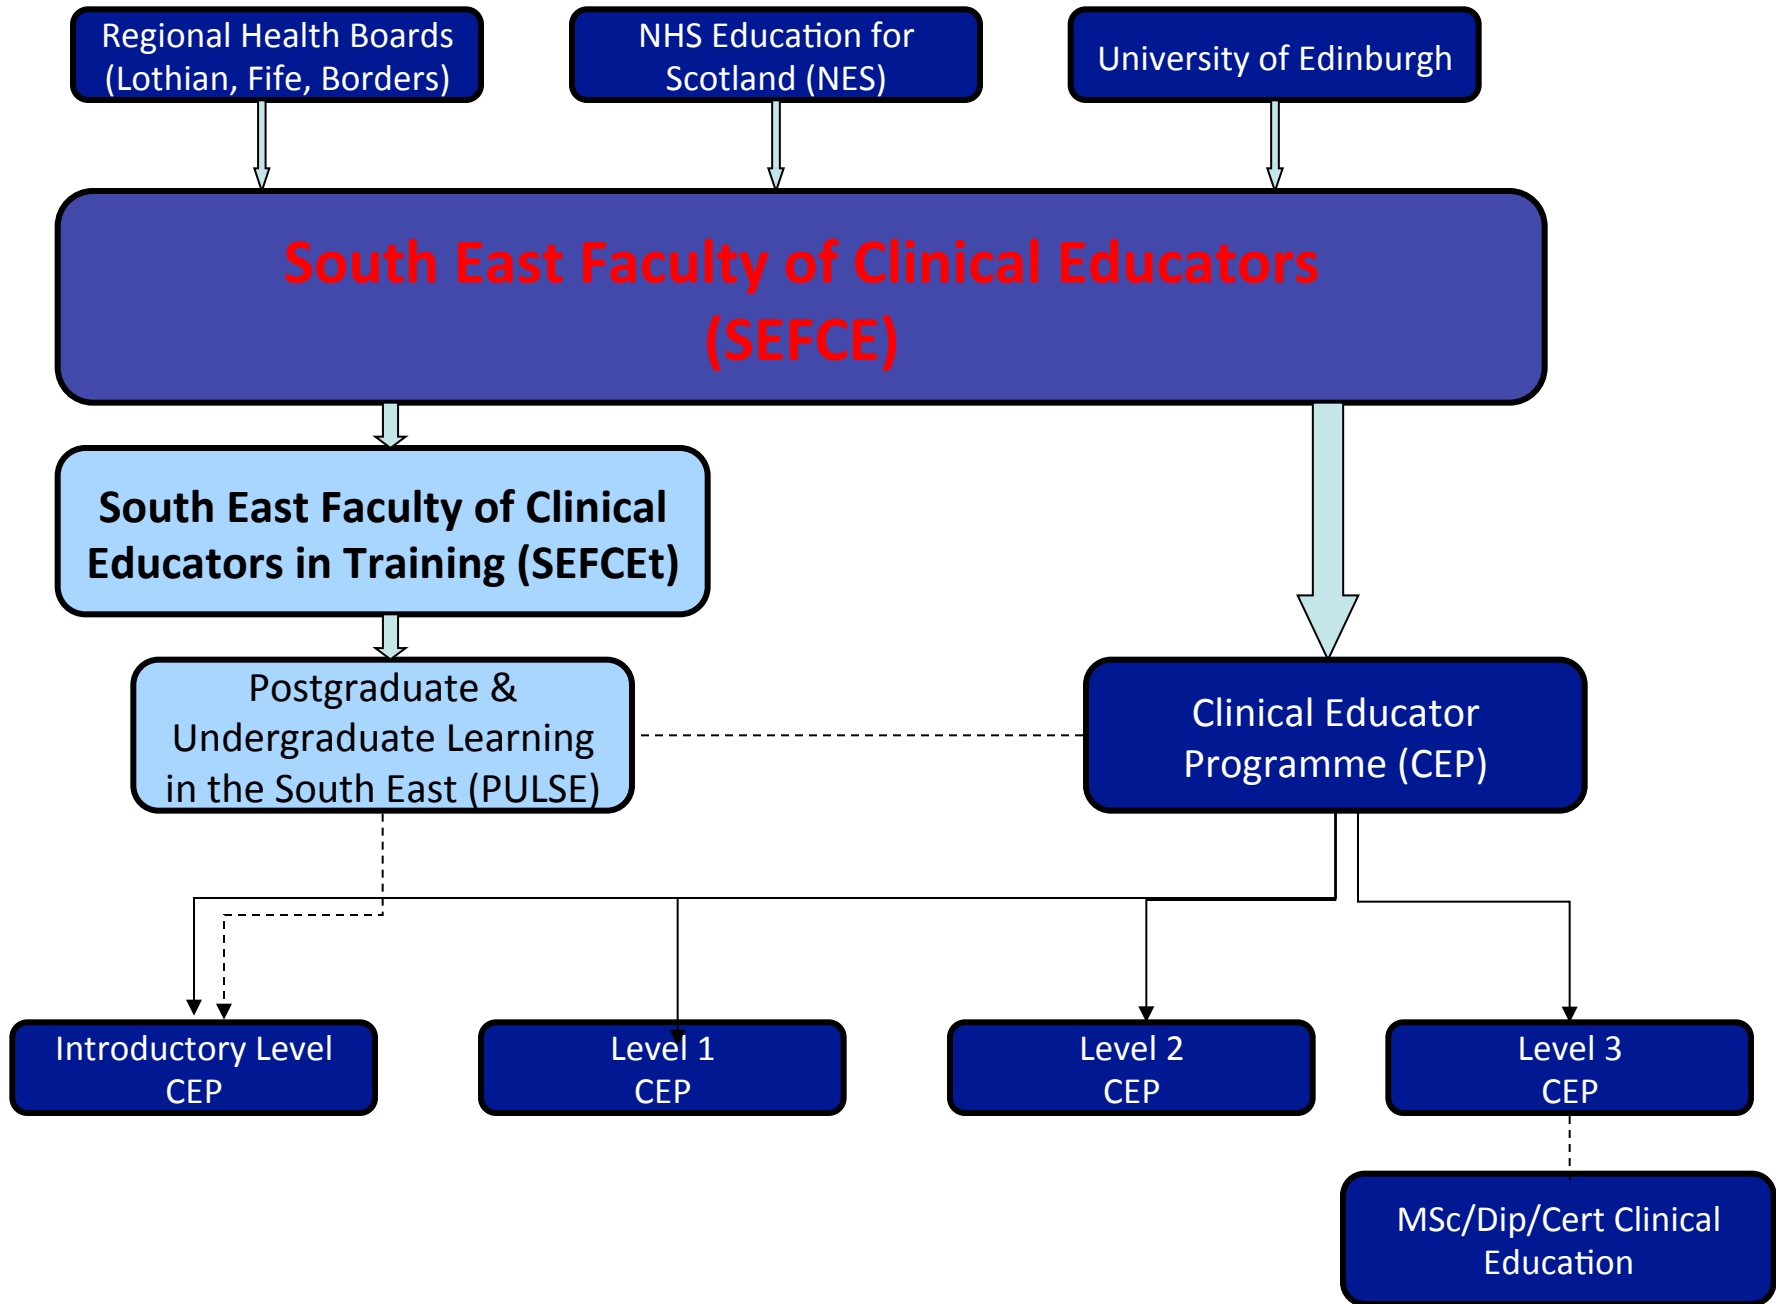 Regional Health Boards
(Lothian, Fife, Borders)
NHS Education for
Scotland (NES)
University of Edinburgh
South East Faculty of Clinical Educators
(SEFCE)
South East Faculty of Clinical
Educators in Training (SEFCEt)
Postgraduate &
Undergraduate Learning
in the South East (PULSE)
Clinical Educator
Programme (CEP)
Introductory Level
CEP
Level 1
CEP
Level 2
CEP
Level 3
CEP
MSc/Dip/Cert Clinical
Education